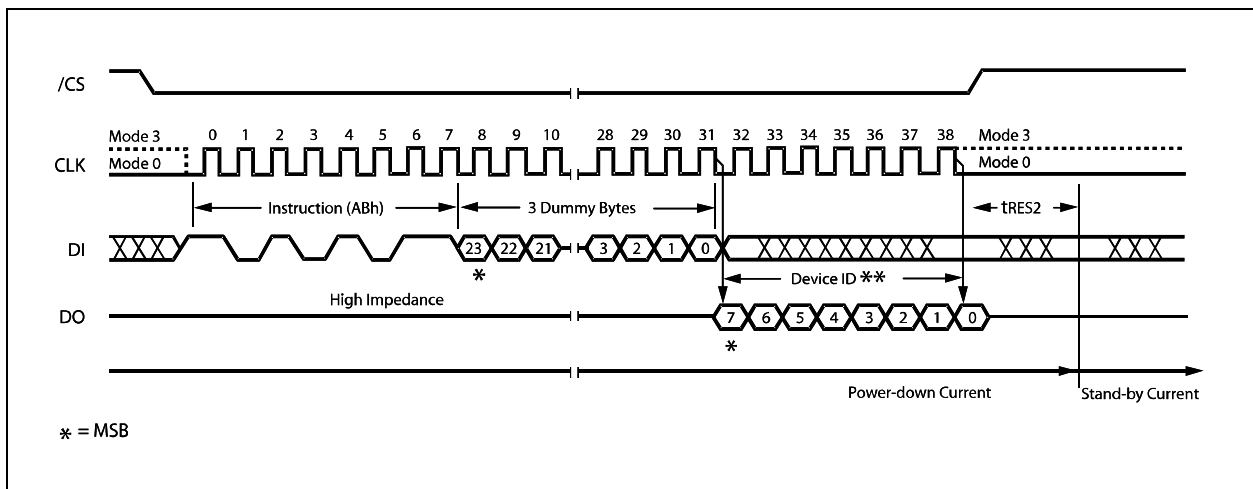 /CS
0 1 2 3 4 5 6 7 8 9 10 28 29 30 31 32 33 34 35 36 37 38
Mode 3 Mode 3
CLK
Mode 0 Mode 0
Instruction (ABh) 3 Dummy Bytes tRES2
DI
23 22 21 3 2 1 0
*
Device ID **
High Impedance
DO
7 6 5 4 3 2 1 0
*
Power-down Current Stand-by Current
* = MSB